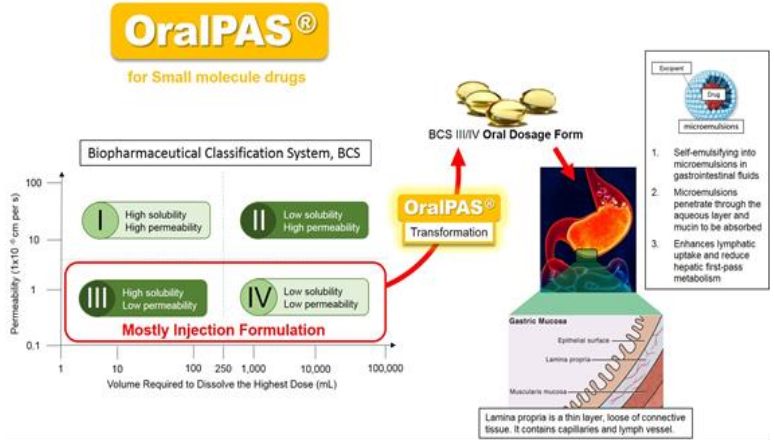 OralPAS®
for Small molecule drugs
Biopharmaceutical Classification System, BCS
Permeability (1x10⁻⁶ cm per s)
100
10
1
0.1
I
High solubility
High permeability
II
Low solubility
High permeability
III
High solubility
Low permeability
IV
Low solubility
Low permeability
Mostly Injection Formulation
1
10
100
250
1,000
10,000
100,000
Volume Required to Dissolve the Highest Dose (mL)
BCS III/IV Oral Dosage Form
OralPAS®
Transformation
Excipient
Drug
microemulsions
1. Self-emulsifying into
microemulsions in
gastrointestinal fluids
2. Microemulsions
penetrate through the
aqueous layer and
mucin to be absorbed
3. Enhances lymphatic
uptake and reduce
hepatic first-pass
metabolism
Gastric Mucosa
Epithelial surface
Lamina propria
Muscularis mucosa
Lamina propria is a thin layer, loose of connective
tissue. It contains capillaries and lymph vessel.